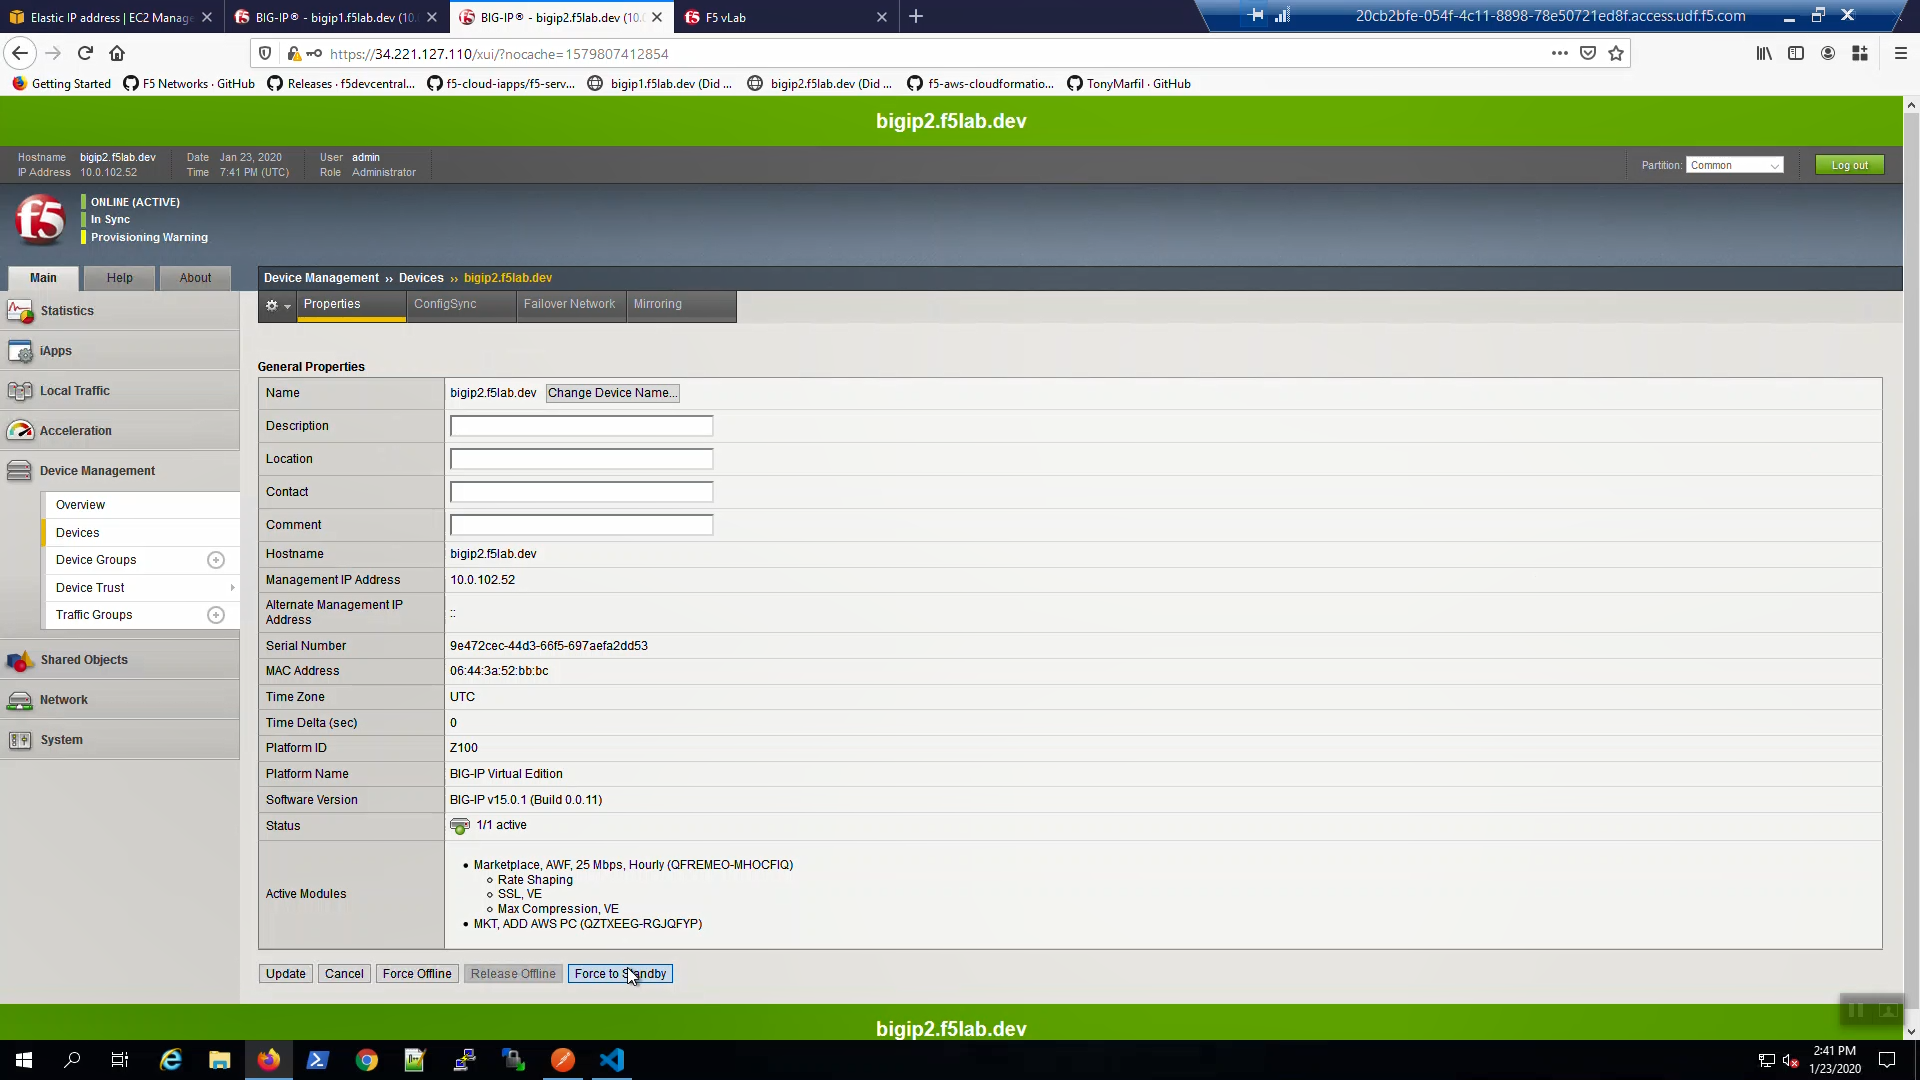 Elastic IP address | EC2 Manage
BIG-IP® - bigip1.f5lab.dev (10.
BIG-IP® - bigip2.f5lab.dev (10.0
F5 vLab
20cb2bfe-054f-4c11-8898-78e50721ed8f.access.udf.f5.com
https://34.221.127.110/xui/?nocache=1579807412854
Getting Started
F5 Networks · GitHub
Releases · f5devcentral...
f5-cloud-iapps/f5-serv...
bigip1.f5lab.dev (Did ...
bigip2.f5lab.dev (Did ...
f5-aws-cloudformatio...
TonyMarfil · GitHub
bigip2.f5lab.dev
Hostname bigip2.f5lab.dev
IP Address 10.0.102.52
Date Jan 23, 2020
Time 7:41 PM (UTC)
User admin
Role Administrator
Partition: Common
Log out
f5
ONLINE (ACTIVE)
In Sync
Provisioning Warning
Main
Help
About
Device Management ›› Devices ›› bigip2.f5lab.dev
Properties
ConfigSync
Failover Network
Mirroring
Statistics
iApps
Local Traffic
Acceleration
Device Management
Overview
Devices
Device Groups
Device Trust
Traffic Groups
Shared Objects
Network
System
General Properties
Name bigip2.f5lab.dev Change Device Name...
Description
Location
Contact
Comment
Hostname bigip2.f5lab.dev
Management IP Address 10.0.102.52
Alternate Management IP
Address ::
Serial Number 9e472cec-44d3-66f5-697aefa2dd53
MAC Address 06:44:3a:52:bb:bc
Time Zone UTC
Time Delta (sec) 0
Platform ID Z100
Platform Name BIG-IP Virtual Edition
Software Version BIG-IP v15.0.1 (Build 0.0.11)
Status 1/1 active
Active Modules
• Marketplace, AWF, 25 Mbps, Hourly (QFREMEO-MHOCFIQ)
Rate Shaping
SSL, VE
Max Compression, VE
• MKT, ADD AWS PC (QZTXEEG-RGJQFYP)
Update
Cancel
Force Offline
Release Offline
Force to Standby
bigip2.f5lab.dev
2:41 PM
1/23/2020